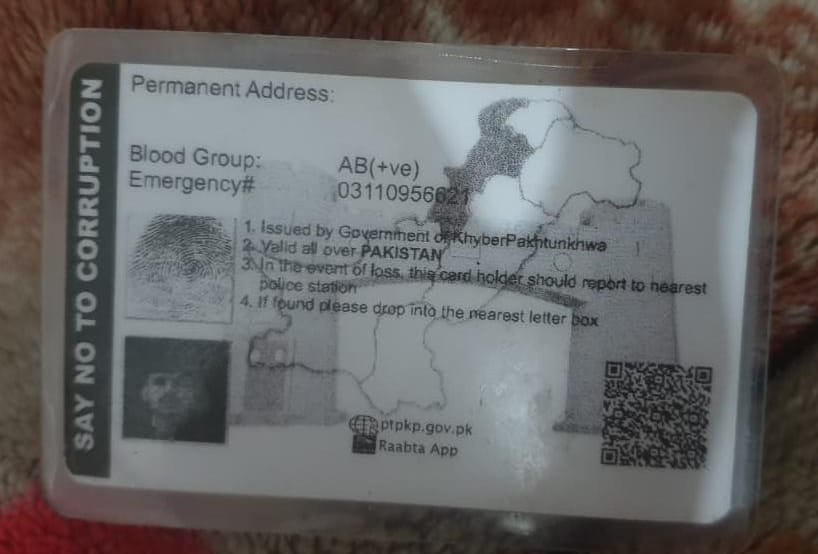 SAY NO TO CORRUPTION
Permanent Address:
Blood Group: AB(+ve)
Emergency# 03110956621
1. Issued by Government of KhyberPakhtunkhwa
2. Valid all over PAKISTAN
3. In the event of loss, this card holder should report to nearest
police station
4. If found please drop into the nearest letter box
ptpkp.gov.pk
Raabta App